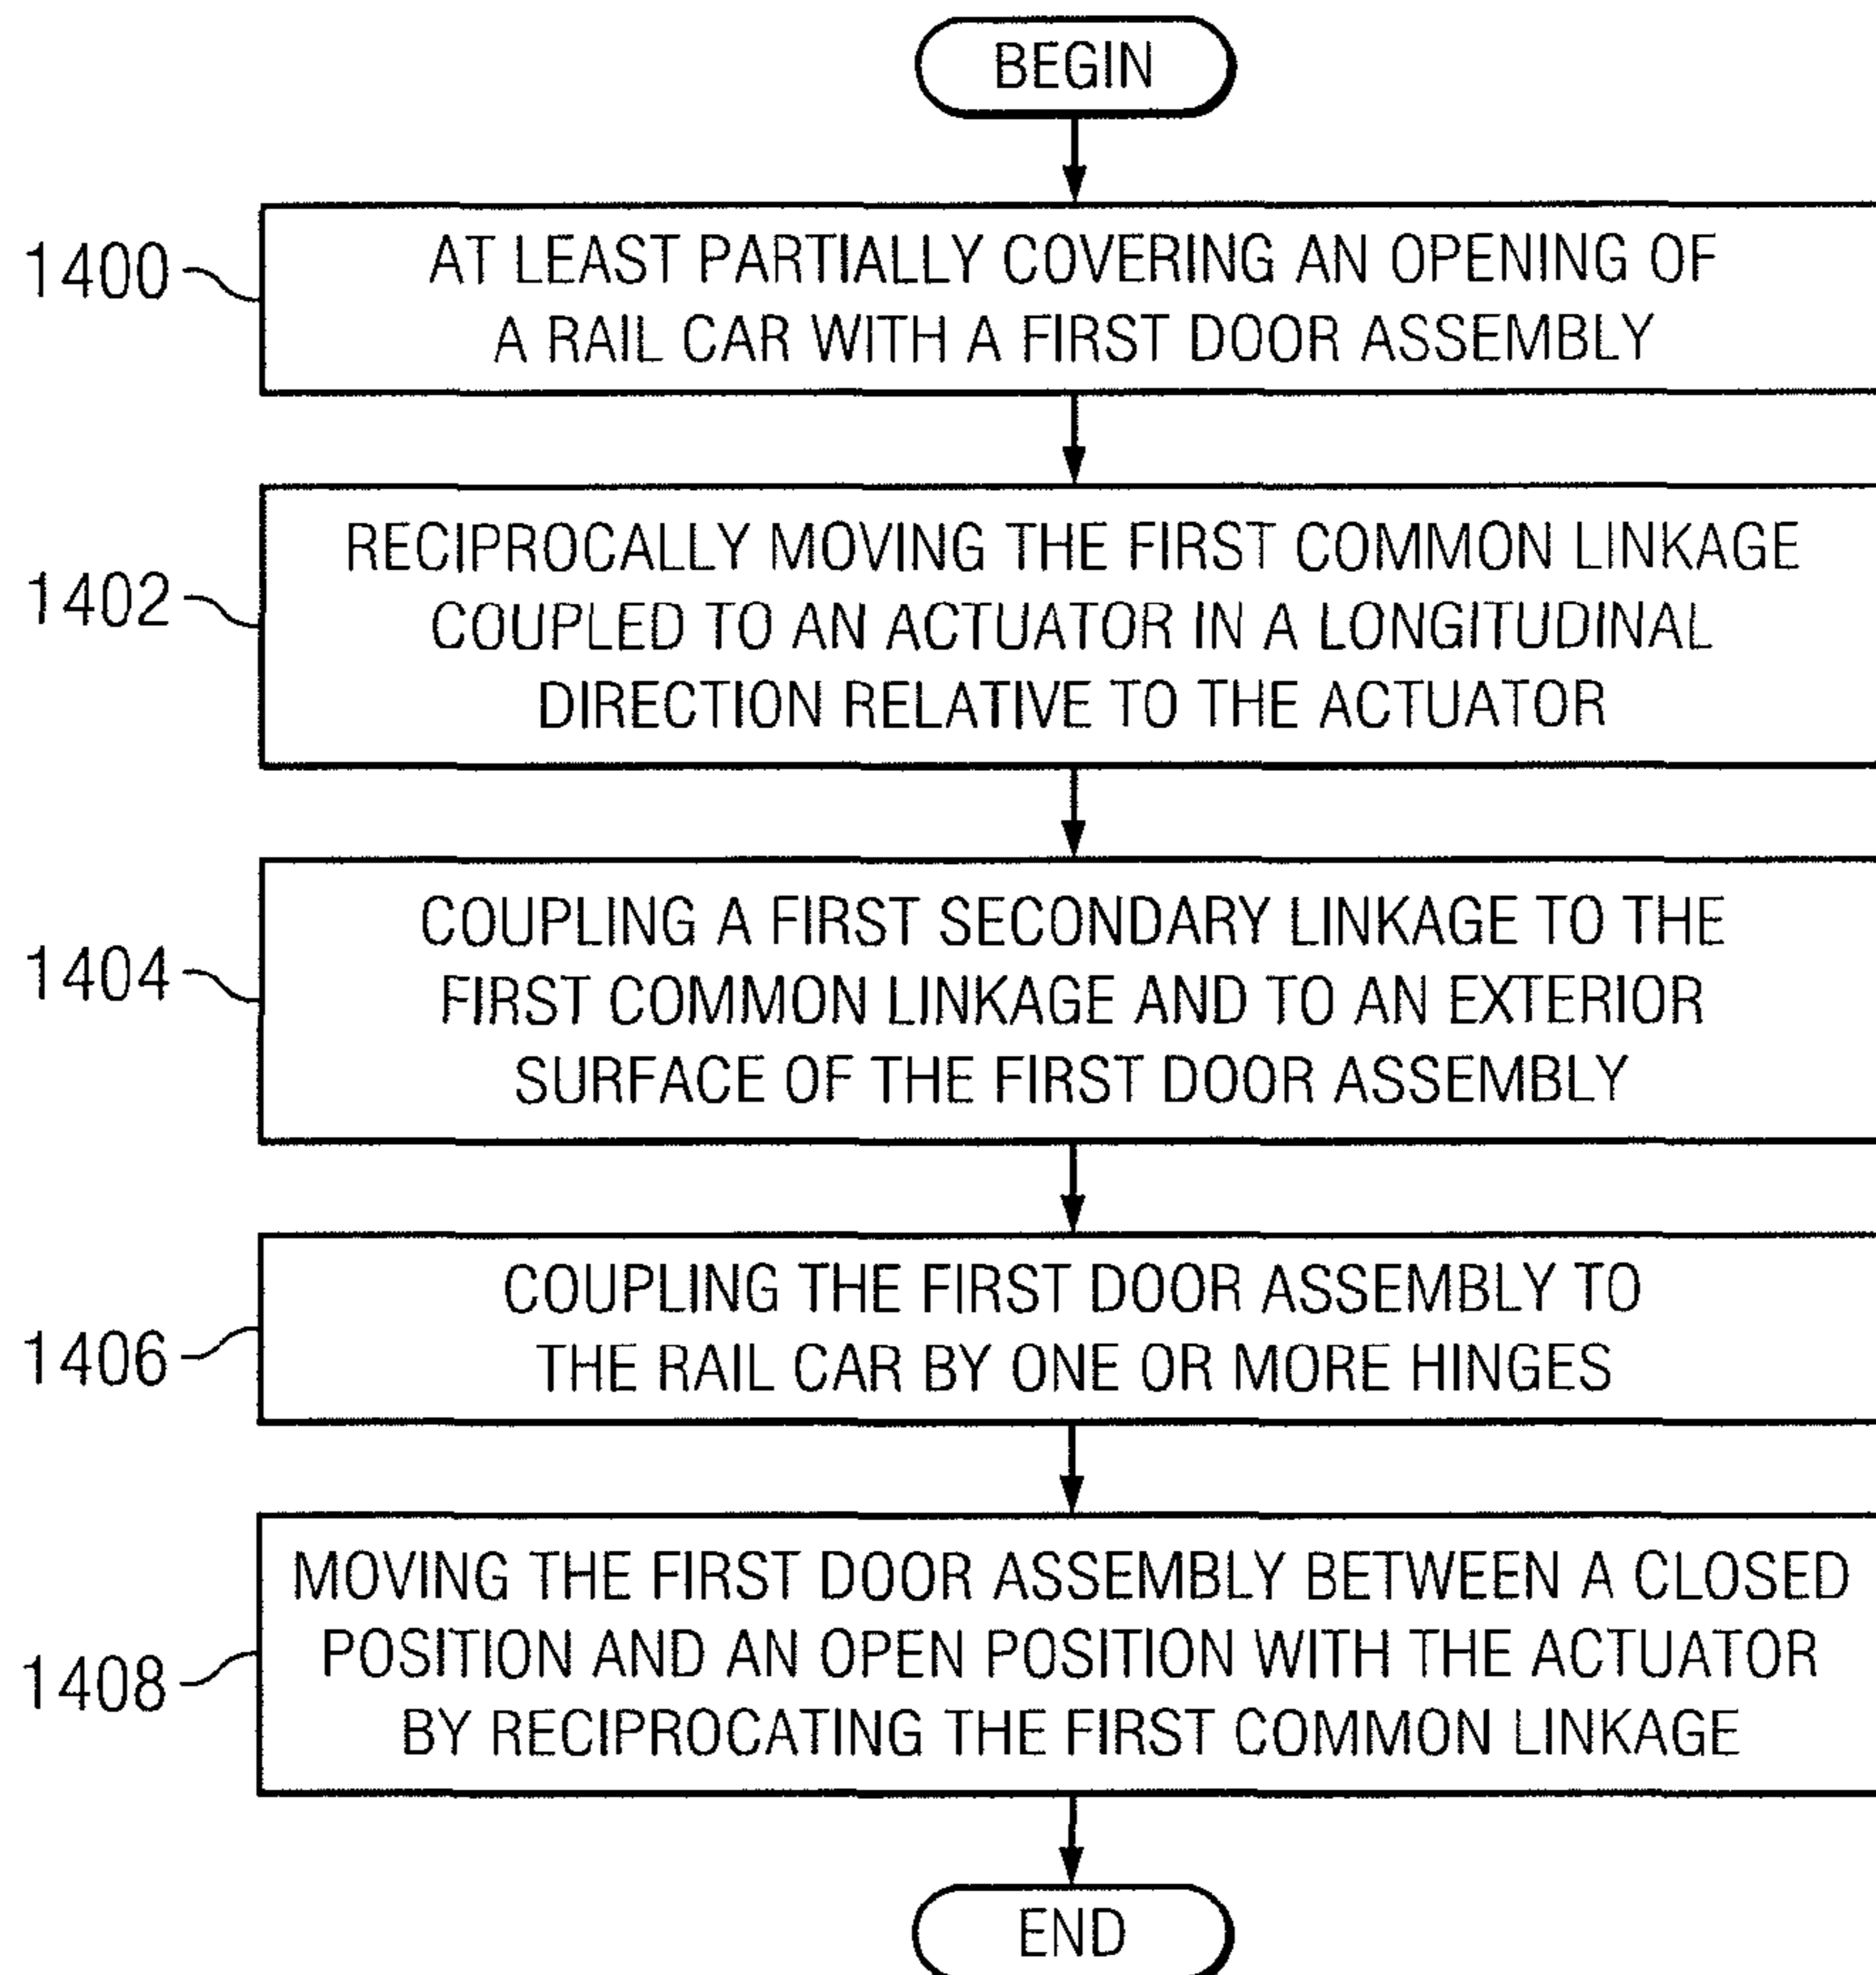 BEGIN
1400
AT LEAST PARTIALLY COVERING AN OPENING OF
A RAIL CAR WITH A FIRST DOOR ASSEMBLY
1402
RECIPROCALLY MOVING THE FIRST COMMON LINKAGE
COUPLED TO AN ACTUATOR IN A LONGITUDINAL
DIRECTION RELATIVE TO THE ACTUATOR
1404
COUPLING A FIRST SECONDARY LINKAGE TO THE
FIRST COMMON LINKAGE AND TO AN EXTERIOR
SURFACE OF THE FIRST DOOR ASSEMBLY
1406
COUPLING THE FIRST DOOR ASSEMBLY TO
THE RAIL CAR BY ONE OR MORE HINGES
1408
MOVING THE FIRST DOOR ASSEMBLY BETWEEN A CLOSED
POSITION AND AN OPEN POSITION WITH THE ACTUATOR
BY RECIPROCATING THE FIRST COMMON LINKAGE
END